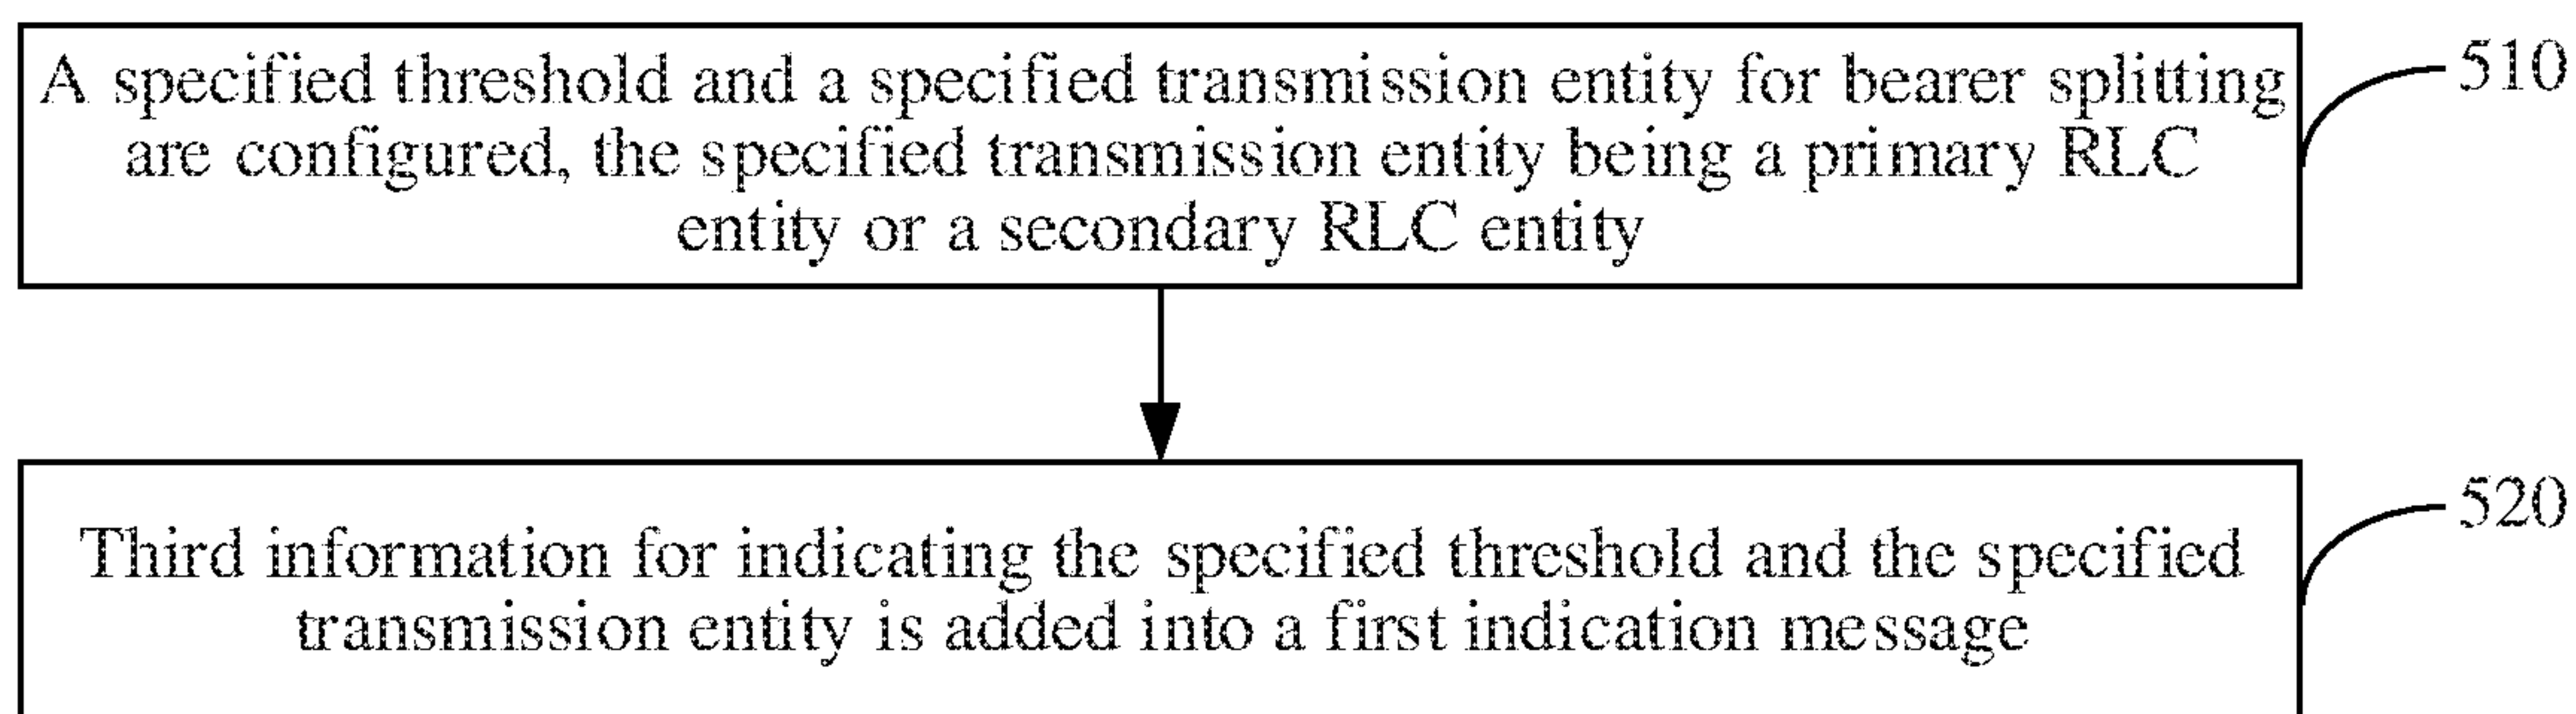 A specified threshold and a specified transmission entity for bearer splitting
are configured, the specified transmission entity being a primary RLC
entity or a secondary RLC entity
510
Third information for indicating the specified threshold and the specified
transmission entity is added into a first indication message
520